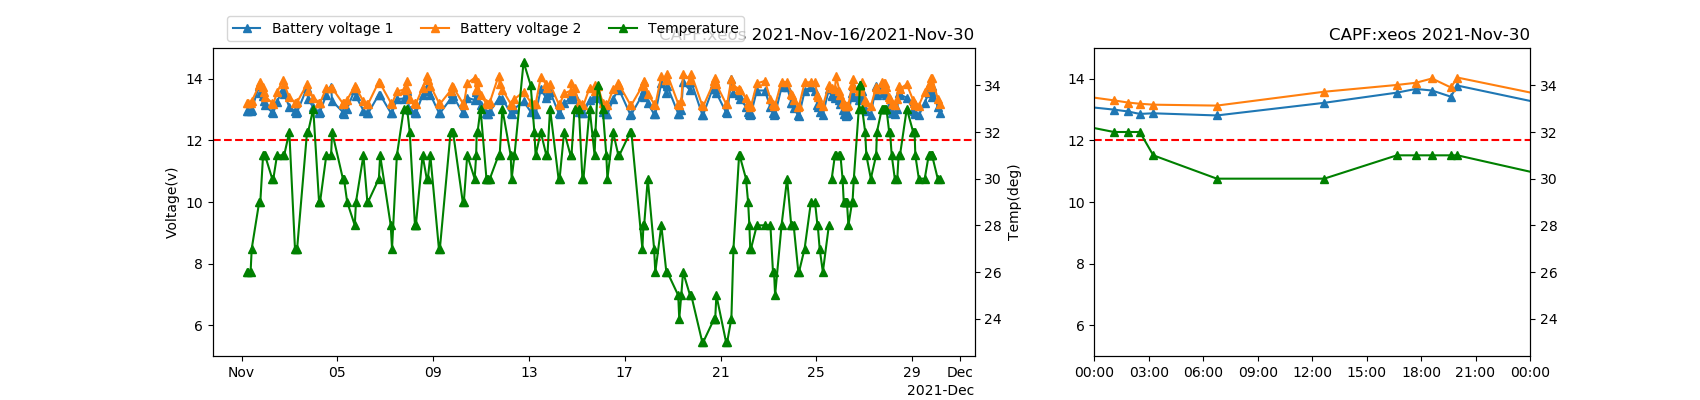 Battery voltage 1 Battery voltage 2 Temperature
CAPF:xeos 2021-Nov-16/2021-Nov-30
CAPF:xeos 2021-Nov-30
14
12
10
8
6
Voltage(v)
34
32
30
28
26
24
Temp(deg)
Nov 05 09 13 17 21 25 29 Dec
2021-Dec
14
12
10
8
6
34
32
30
28
26
24
00:00 03:00 06:00 09:00 12:00 15:00 18:00 21:00 00:00